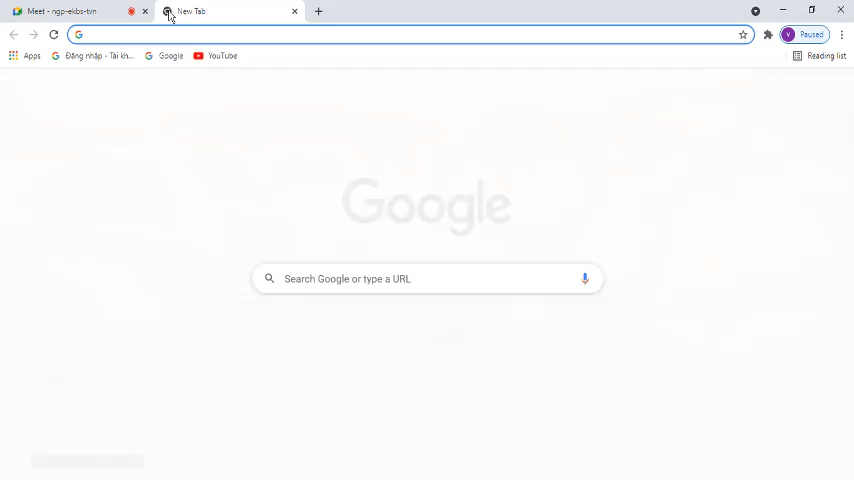 Meet - ngp-ekbs-tvn
New Tab
V
Paused
Apps
Đăng nhập - Tài kh...
Google
YouTube
Reading list
Google
Search Google or type a URL